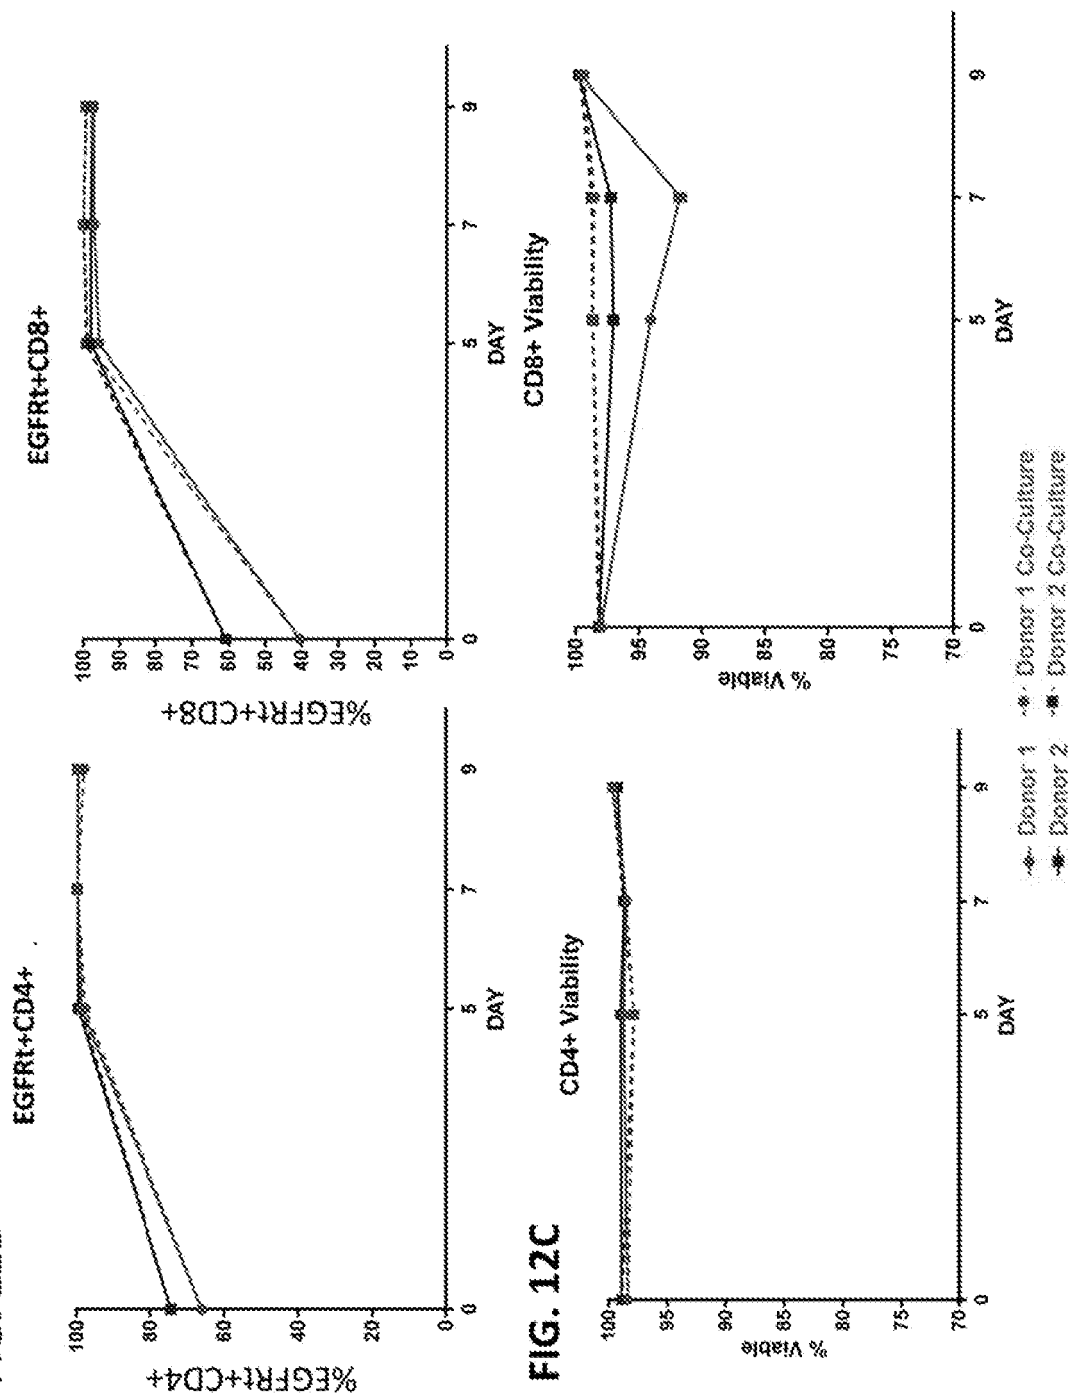 EGFRt+CD4+
%EGFRt+CD4+
100
80
60
40
20
0
0 5 7 9
DAY
EGFRt+CD8+
%EGFRt+CD8+
100
90
80
70
60
50
40
30
20
10
0
0 5 7 9
DAY
FIG. 12C
CD4+ Viability
% Viable
100
95
90
85
80
75
70
0 5 7 9
DAY
CD8+ Viability
% Viable
100
95
90
85
80
75
70
0 5 7 9
DAY
Donor 1 Donor 1 Co-Culture
Donor 2 Donor 2 Co-Culture